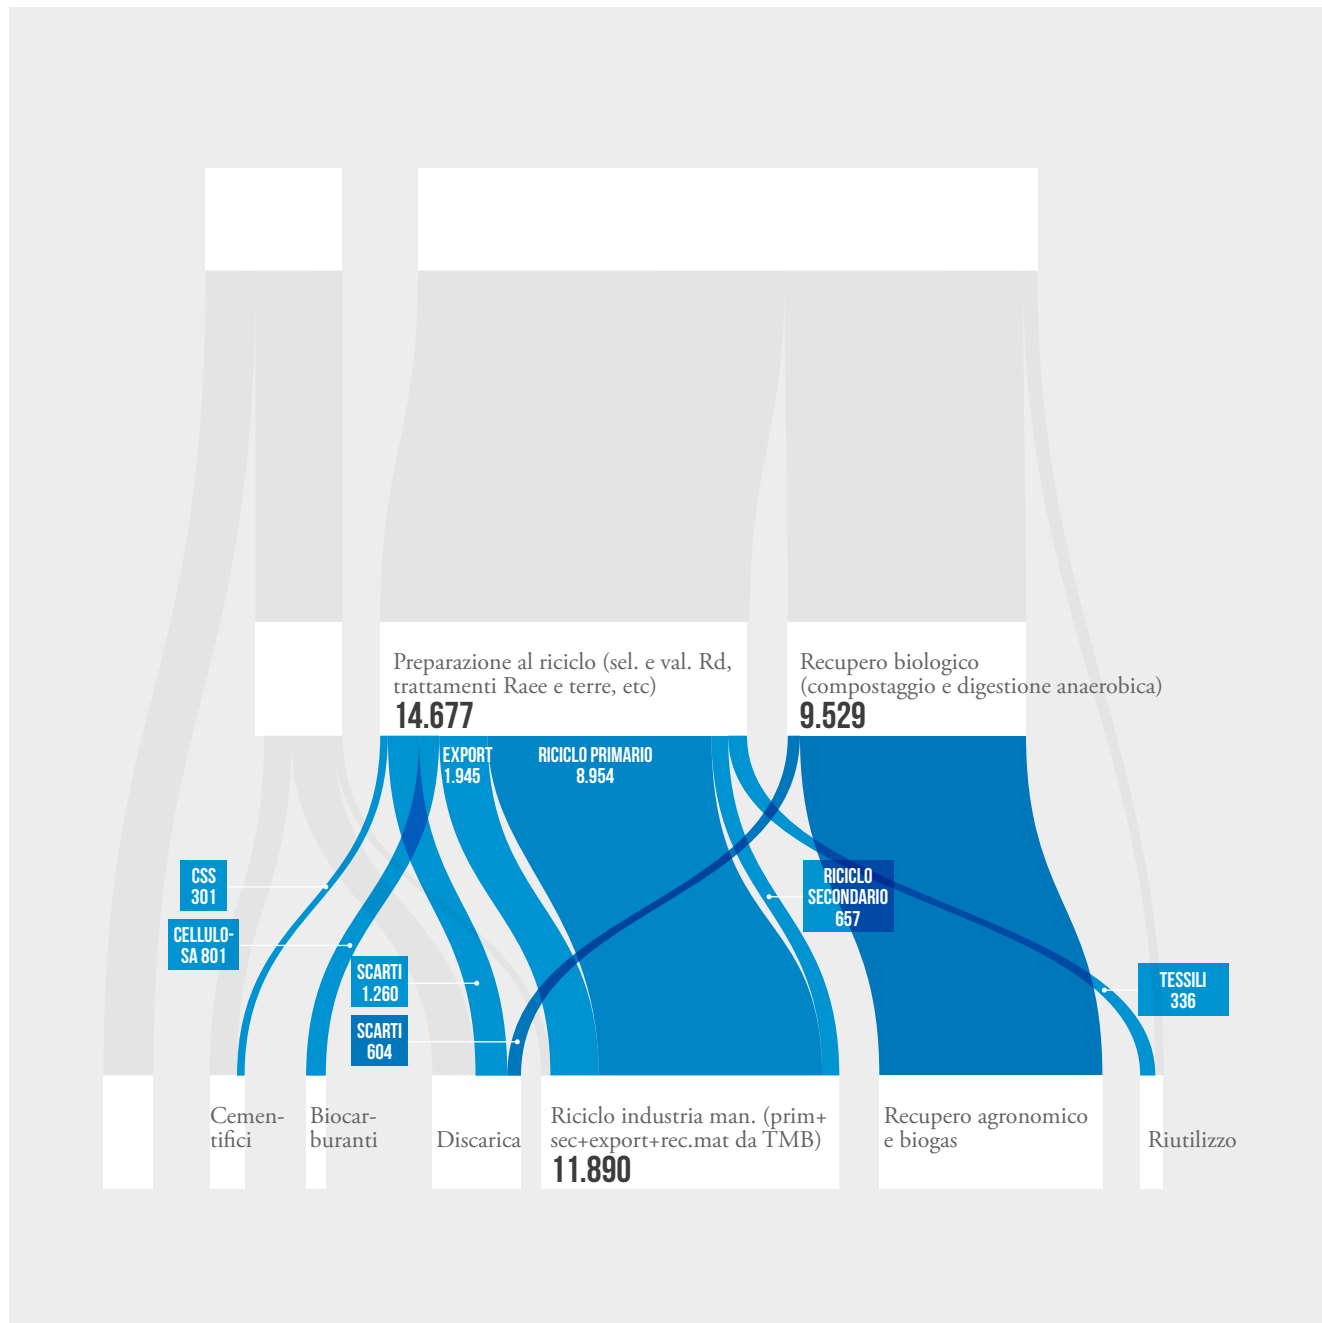 Preparazione al riciclo (sel. e val. Rd,
trattamenti Raee e terre, etc)
14.677
Recupero biologico
(compostaggio e digestione anaerobica)
9.529
EXPORT
1.945
RICICLO PRIMARIO
8.954
CSS
301
CELLULO-
SA 801
SCARTI
1.260
SCARTI
604
RICICLO
SECONDARIO
657
TESSILI
336
Cemen-
tifici
Biocar-
buranti
Discarica
Riciclo industria man. (prim+
sec+export+rec.mat da TMB)
11.890
Recupero agronomico
e biogas
Riutilizzo